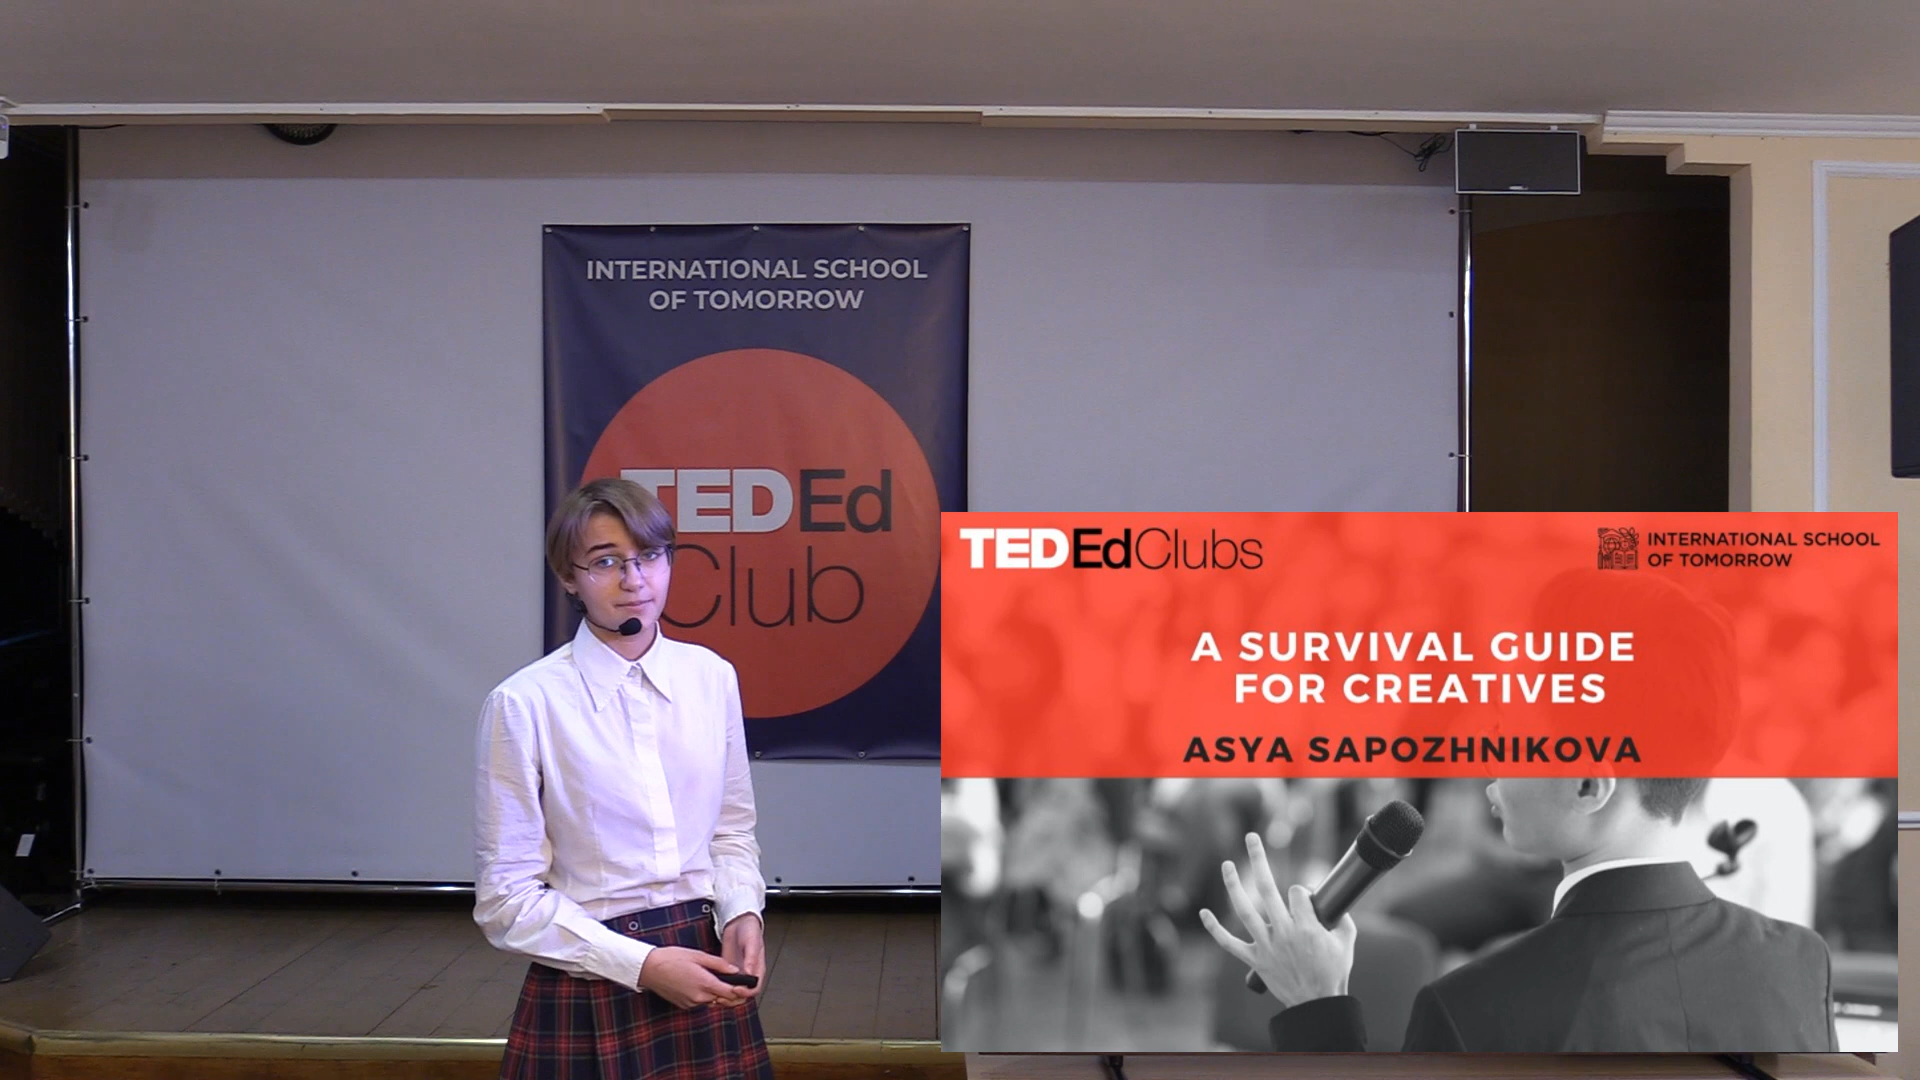 INTERNATIONAL SCHOOL
OF TOMORROW
TEDEd
Club
TEDEdClubs
INTERNATIONAL SCHOOL
OF TOMORROW
A SURVIVAL GUIDE
FOR CREATIVES
ASYA SAPOZHNIKOVA